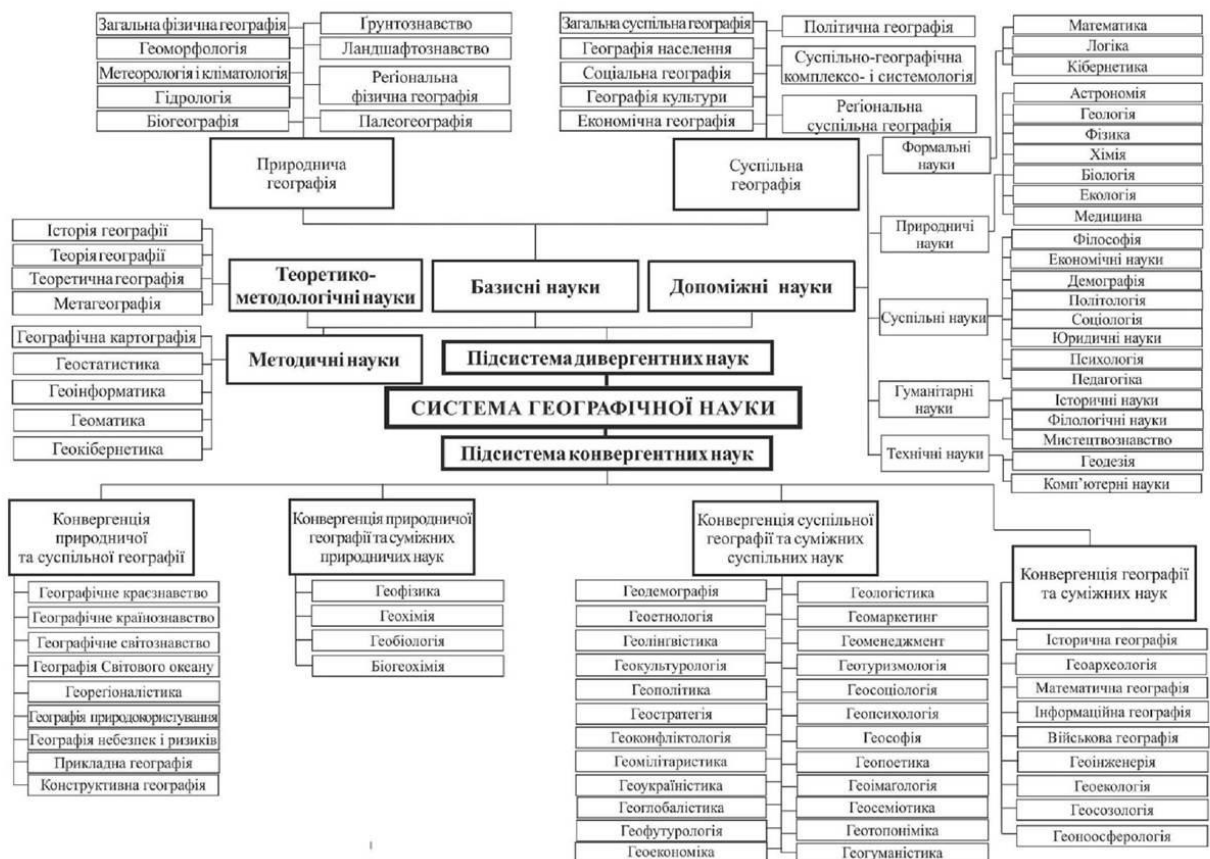 Загальна фізична географія
Геоморфологія
Метеорологія і кліматологія
Гідрологія
Біогеографія
Ґрунтознавство
Ландшафтознавство
Реґіональна
фізична географія
Палеогеографія
Природнича
географія
Загальна суспільна географія
Географія населення
Соціальна географія
Географія культури
Економічна географія
Політична географія
Суспільно-географічна
комплексо- і системологія
Реґіональна
суспільна географія
Суспільна
географія
Історія географії
Теорія географії
Теоретична географія
Метагеографія
Теоретико-
методологічні науки
Базисні науки
Допоміжні науки
Географічна картографія
Геостатистика
Геоінформатика
Геоматика
Геокібернетика
Методичні науки
Підсистема дивергентних наук
СИСТЕМА ГЕОГРАФІЧНОЇ НАУКИ
Підсистема конвергентних наук
Формальні
науки
Математика
Логіка
Кібернетика
Природничі
науки
Астрономія
Геологія
Фізика
Хімія
Біологія
Екологія
Медицина
Суспільні науки
Філософія
Економічні науки
Демографія
Політологія
Соціологія
Юридичні науки
Психологія
Педагогіка
Гуманітарні
науки
Історичні науки
Філологічні науки
Мистецтвознавство
Технічні науки
Геодезія
Комп’ютерні науки
Конвергенція
природничої
та суспільної географії
Географічне краєзнавство
Географічне країнознавство
Географічне світознавство
Географія Світового океану
Геореґіоналістика
Географія природокористування
Географія небезпек і ризиків
Прикладна географія
Конструктивна географія
Конвергенція природничої
географії та суміжних
природничих наук
Геофізика
Геохімія
Геобіологія
Біогеохімія
Конвергенція суспільної
географії та суміжних
суспільних наук
Геодемографія
Геоетнологія
Геолінгвістика
Геокультурологія
Геополітика
Геостратегія
Геоконфліктологія
Геомілітаристика
Геоукраїністика
Геоглобалістика
Геофутурологія
Геоекономіка
Геологістика
Геомаркетинг
Геоменеджмент
Геотуризмологія
Геосоціологія
Геопсихологія
Геософія
Геопоетика
Геоімаґологія
Геосеміотика
Геотопоніміка
Геогуманістика
Конвергенція географії
та суміжних наук
Історична географія
Геоархеологія
Математична географія
Інформаційна географія
Військова географія
Геоінженерія
Геоекологія
Геосозологія
Геоноосферологія